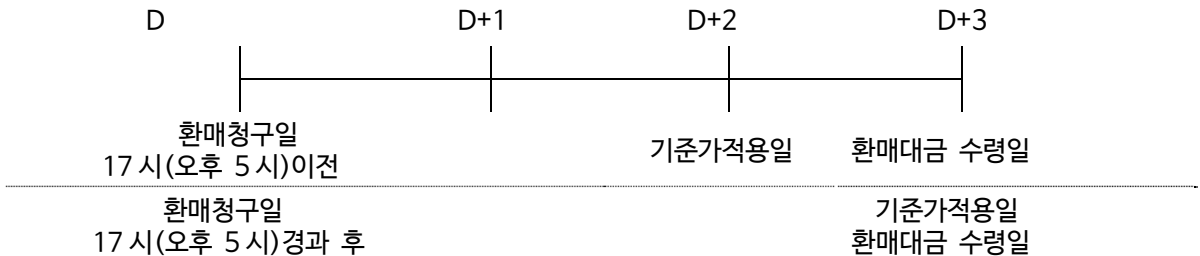 D D+1 D+2 D+3
환매청구일
17시(오후 5시)이전
기준가적용일 환매대금 수령일
환매청구일
17시(오후 5시)경과 후
기준가적용일
환매대금 수령일